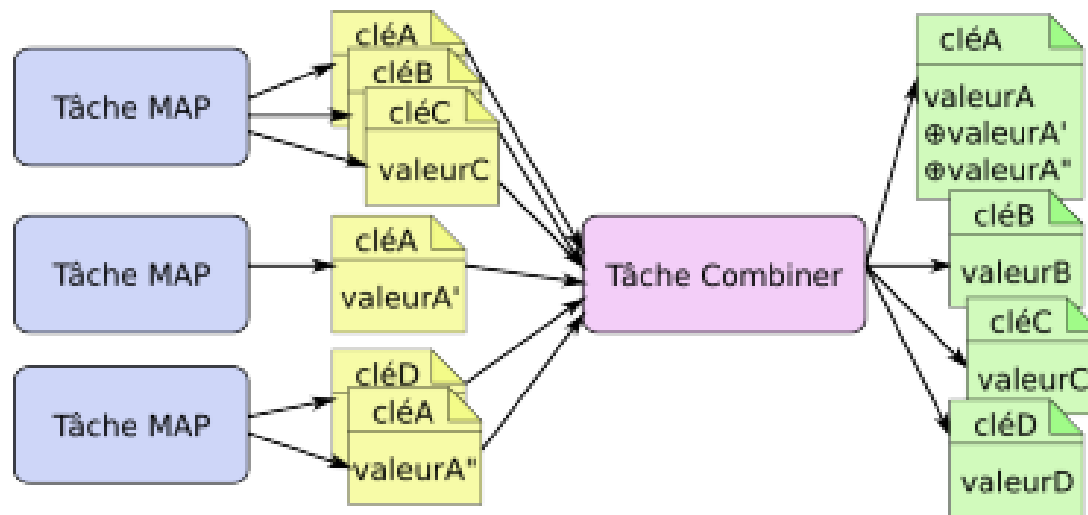 Tâche MAP
cléA
cléB
cléC
valeurC
Tâche MAP
cléA
valeurA'
Tâche MAP
cléD
cléA
valeurA"
Tâche Combiner
cléA
valeurA
⊕valeurA'
⊕valeurA"
cléB
valeurB
cléC
valeurC
cléD
valeurD